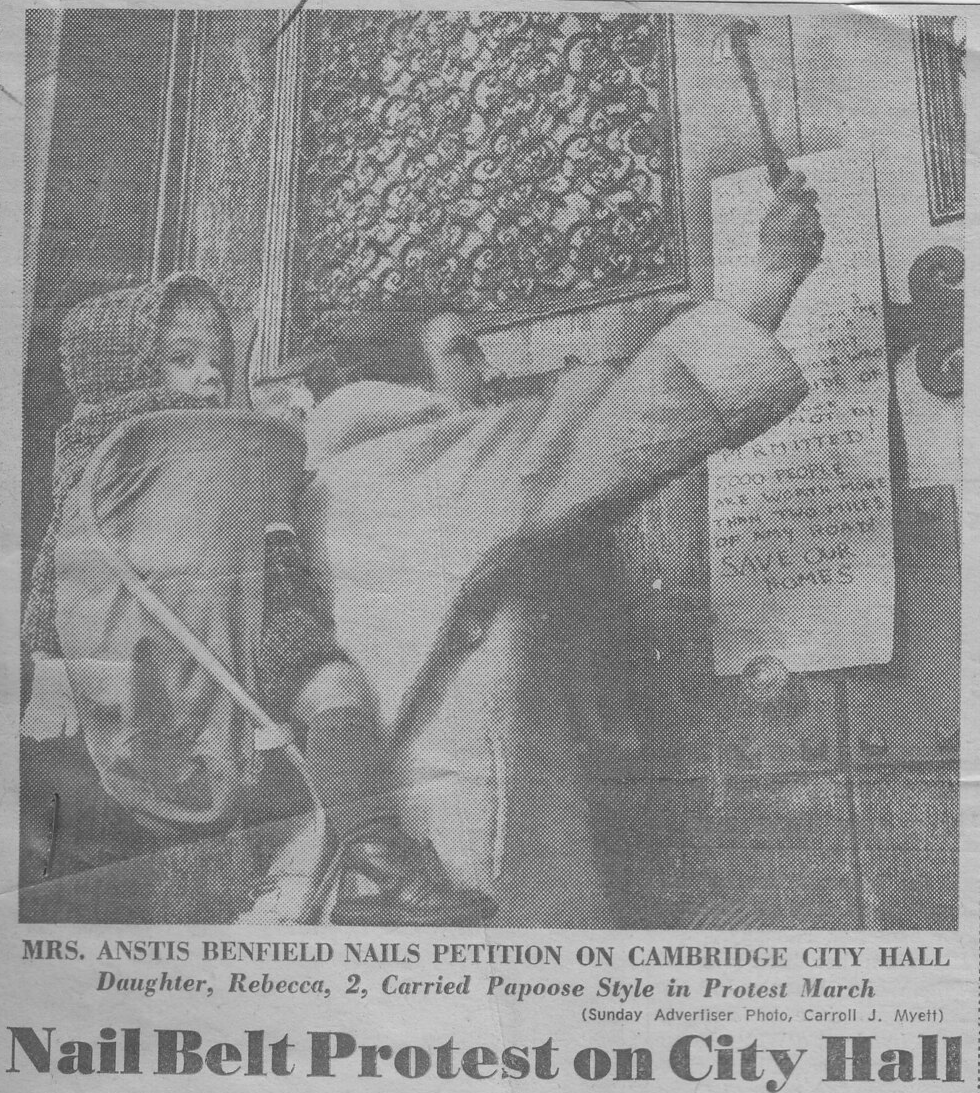 NOT BE
PERMITTED!
5000 PEOPLE
ARE WORTH MORE
THAN TWO MILES
OF ANY ROAD
SAVE OUR
HOMES
MRS. ANSTIS BENFIELD NAILS PETITION ON CAMBRIDGE CITY HALL
Daughter, Rebecca, 2, Carried Papoose Style in Protest March
(Sunday Advertiser Photo, Carroll J. Myett)
Nail Belt Protest on City Hall